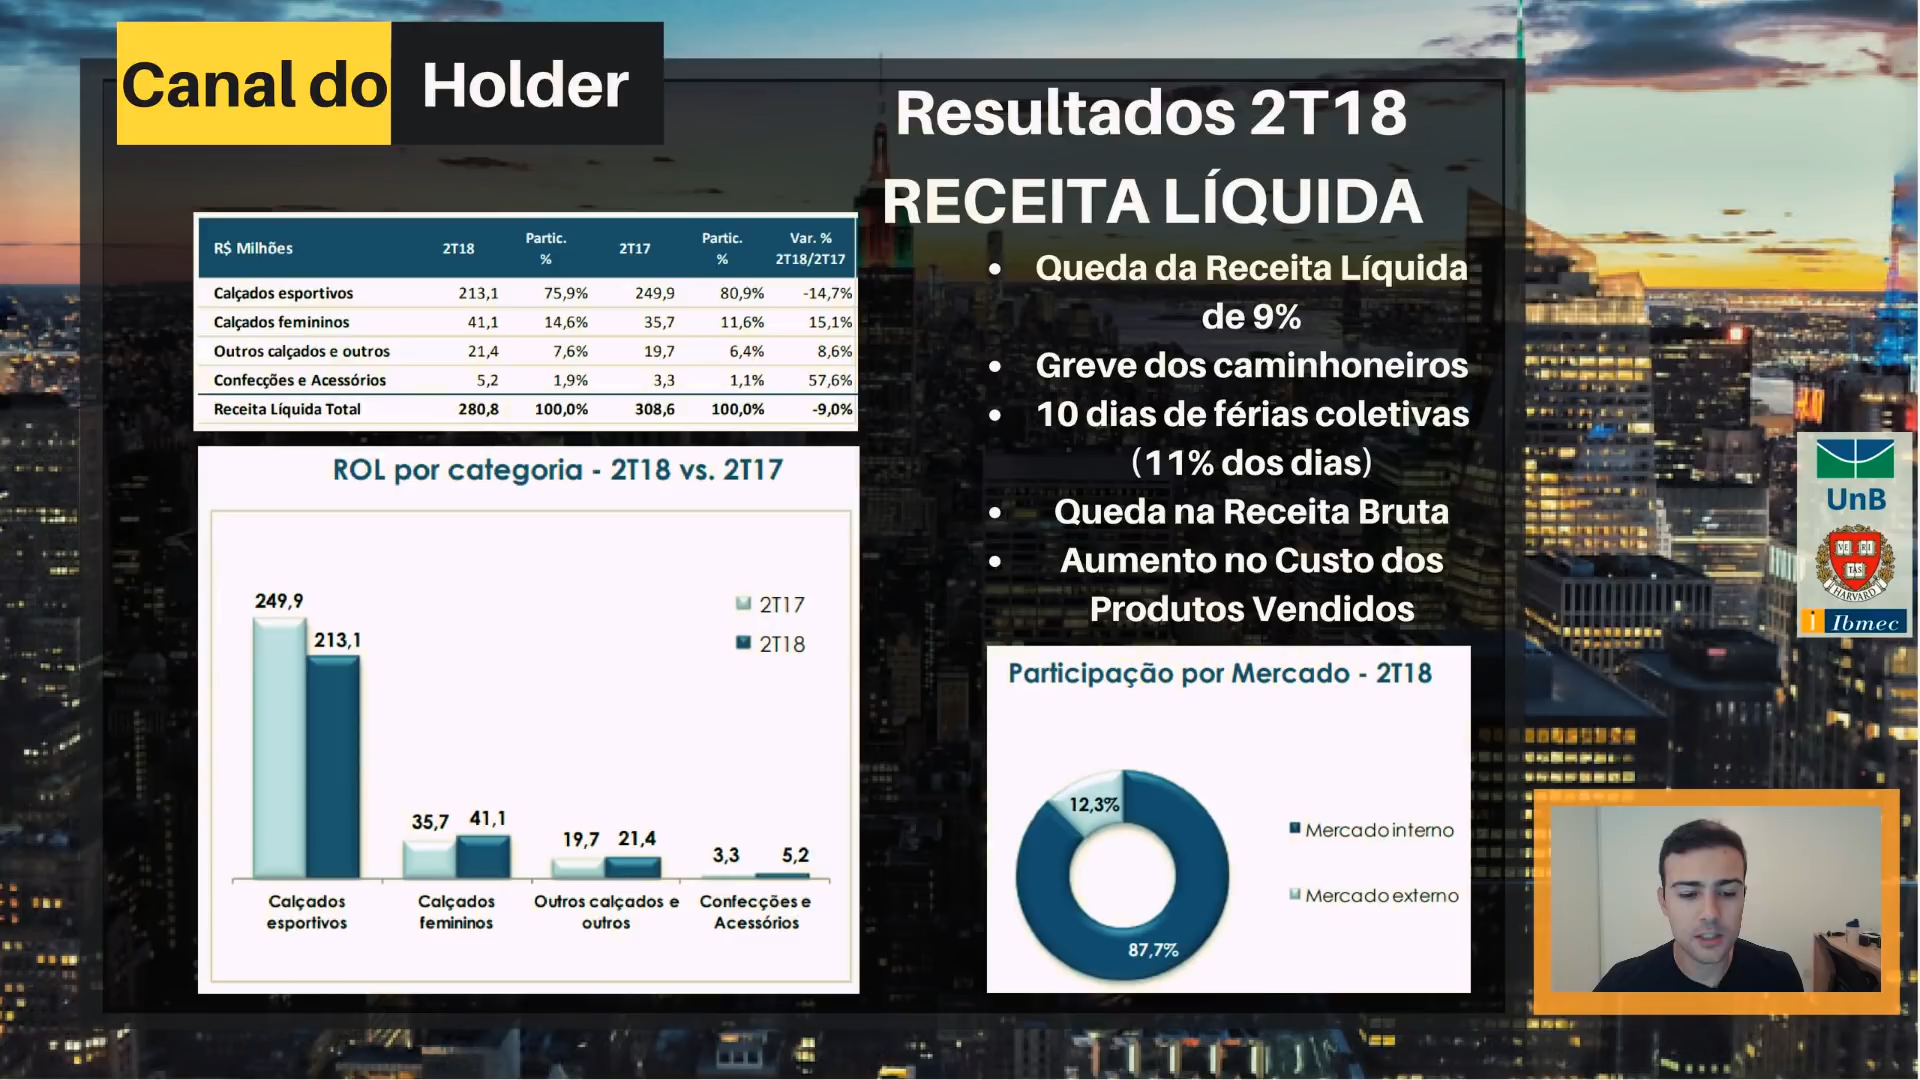 Canal do Holder
Resultados 2T18
RECEITA LÍQUIDA
R$ Milhões 2T18 Partic. % 2T17 Partic. % Var. % 2T18/2T17
Calçados esportivos 213,1 75,9% 249,9 80,9% -14,7%
Calçados femininos 41,1 14,6% 35,7 11,6% 15,1%
Outros calçados e outros 21,4 7,6% 19,7 6,4% 8,6%
Confecções e Acessórios 5,2 1,9% 3,3 1,1% 57,6%
Receita Líquida Total 280,8 100,0% 308,6 100,0% -9,0%
• Queda da Receita Líquida
de 9%
• Greve dos caminhoneiros
• 10 dias de férias coletivas
(11% dos dias)
• Queda na Receita Bruta
• Aumento no Custo dos
Produtos Vendidos
ROL por categoria - 2T18 vs. 2T17
2T17
2T18
249,9
213,1
35,7 41,1
19,7 21,4
3,3 5,2
Calçados esportivos
Calçados femininos
Outros calçados e outros
Confecções e Acessórios
Participação por Mercado - 2T18
12,3%
87,7%
Mercado interno
Mercado externo
UnB
VE RI
TAS
HARVARD
i Ibmec